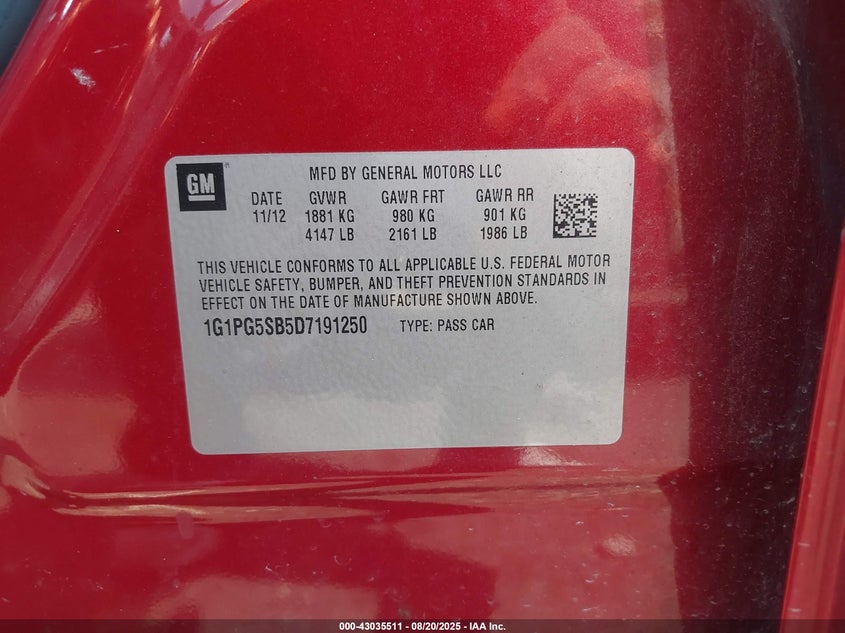 MFD BY GENERAL MOTORS LLC
GM
DATE GVWR GAWR FRT GAWR RR
11/12 1881 KG 980 KG 901 KG
4147 LB 2161 LB 1986 LB
THIS VEHICLE CONFORMS TO ALL APPLICABLE U.S. FEDERAL MOTOR
VEHICLE SAFETY, BUMPER, AND THEFT PREVENTION STANDARDS IN
EFFECT ON THE DATE OF MANUFACTURE SHOWN ABOVE.
1G1PG5SB5D7191250 TYPE: PASS CAR
000-43035511 - 08/20/2025 - IAA Inc.